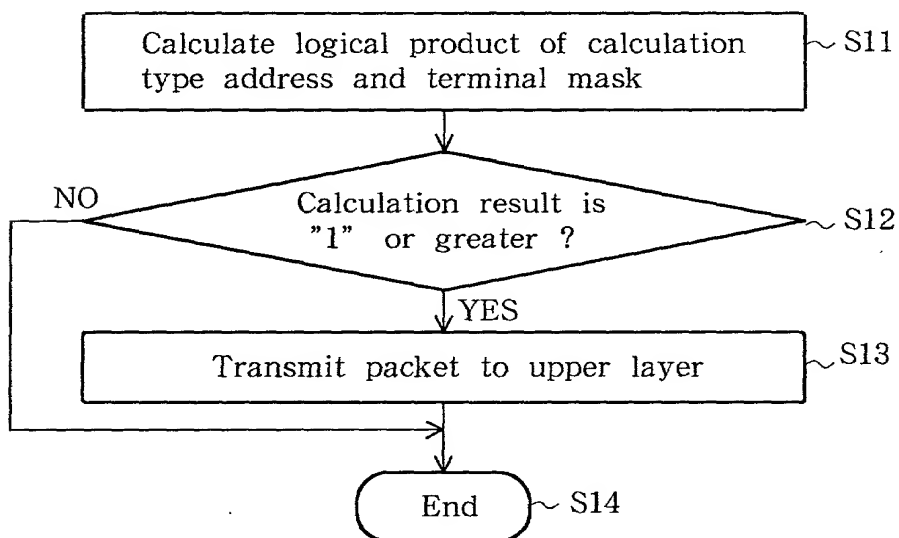 Calculate logical product of calculation
type address and terminal mask
S11
NO
Calculation result is
"1" or greater ?
S12
YES
Transmit packet to upper layer
S13
End
S14